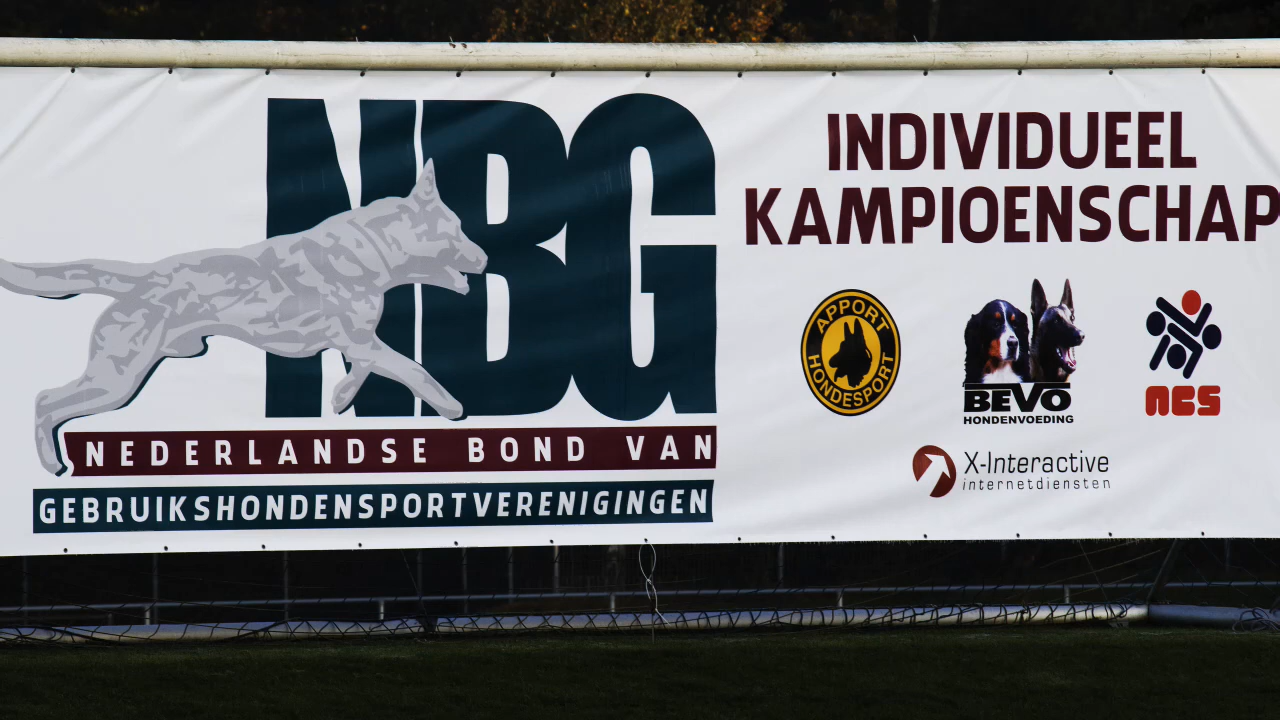 NBG
NEDERLANDSE BOND VAN
GEBRUIKSHONDENSPORTVERENIGINGEN
INDIVIDUEEL
KAMPIOENSCHAP
APPORT
HONDESPORT
BEVO
HONDENVOEDING
ncs
X-Interactive
internetdiensten